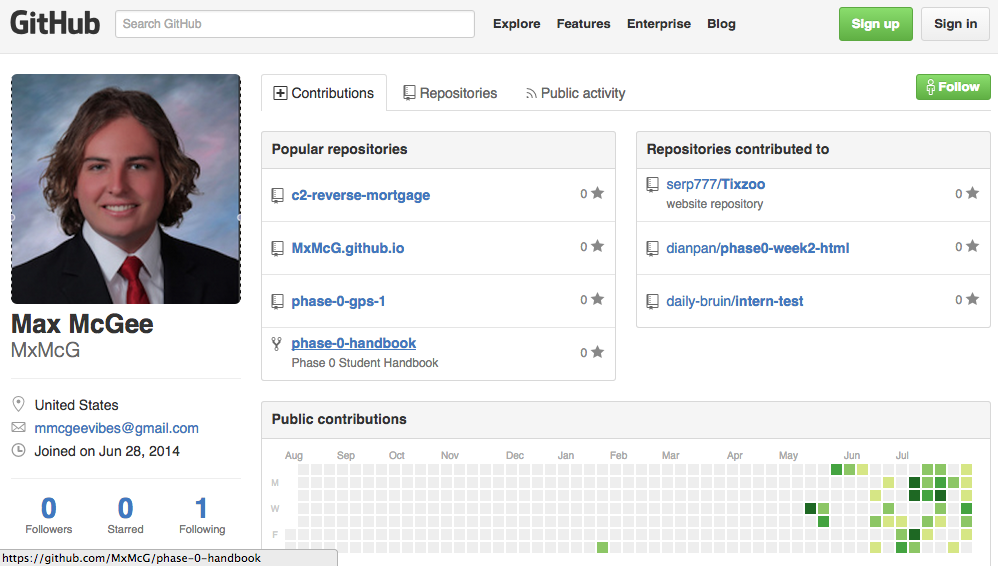 GitHub
Search GitHub
Explore Features Enterprise Blog
Sign up
Sign in
Contributions
Repositories
Public activity
Follow
Max McGee
MxMcG
United States
mmcgeevibes@gmail.com
Joined on Jun 28, 2014
0 0 1
Followers Starred Following
Popular repositories
c2-reverse-mortgage 0
MxMcG.github.io 0
phase-0-gps-1 0
phase-0-handbook 0
Phase 0 Student Handbook
Repositories contributed to
serp777/Tixzoo 0
website repository
dianpan/phase0-week2-html 0
daily-bruin/intern-test 0
Public contributions
Aug Sep Oct Nov Dec Jan Feb Mar Apr May Jun Jul
M
W
F
https://github.com/MxMcG/phase-0-handbook